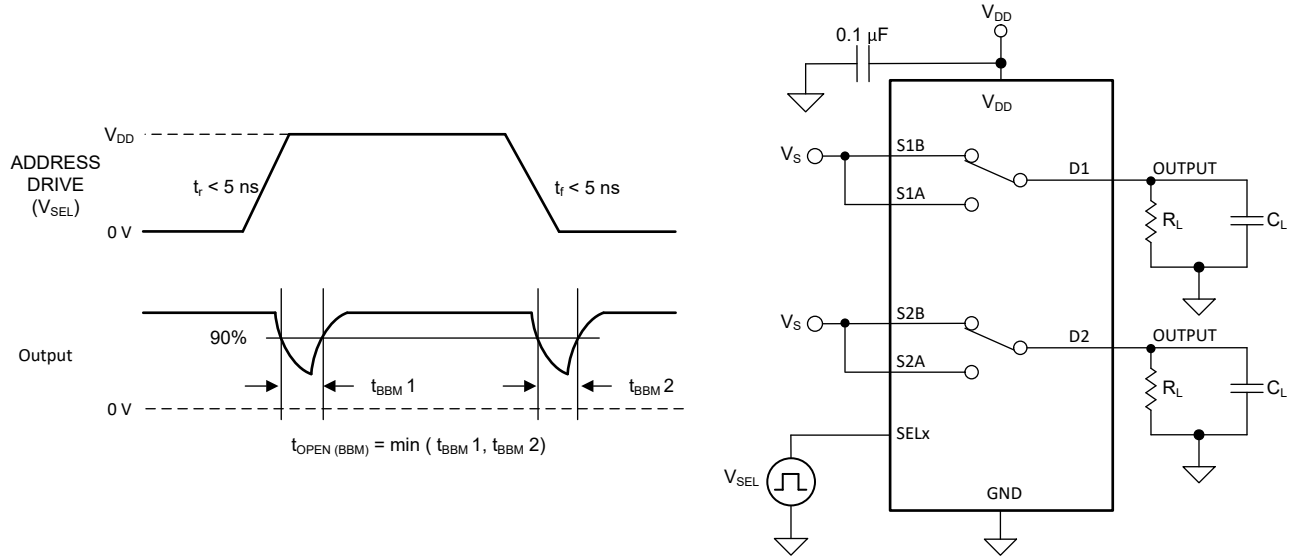 V_DD
ADDRESS
DRIVE
(V_SEL)
t_r < 5 ns
t_f < 5 ns
0 V
Output
90%
t_BBM 1
t_BBM 2
0 V
t_OPEN (BBM) = min ( t_BBM 1, t_BBM 2)
V_DD
0.1 µF
V_DD
V_S
S1B
S1A
D1
OUTPUT
R_L
C_L
V_S
S2B
S2A
D2
OUTPUT
R_L
C_L
SELx
V_SEL
GND